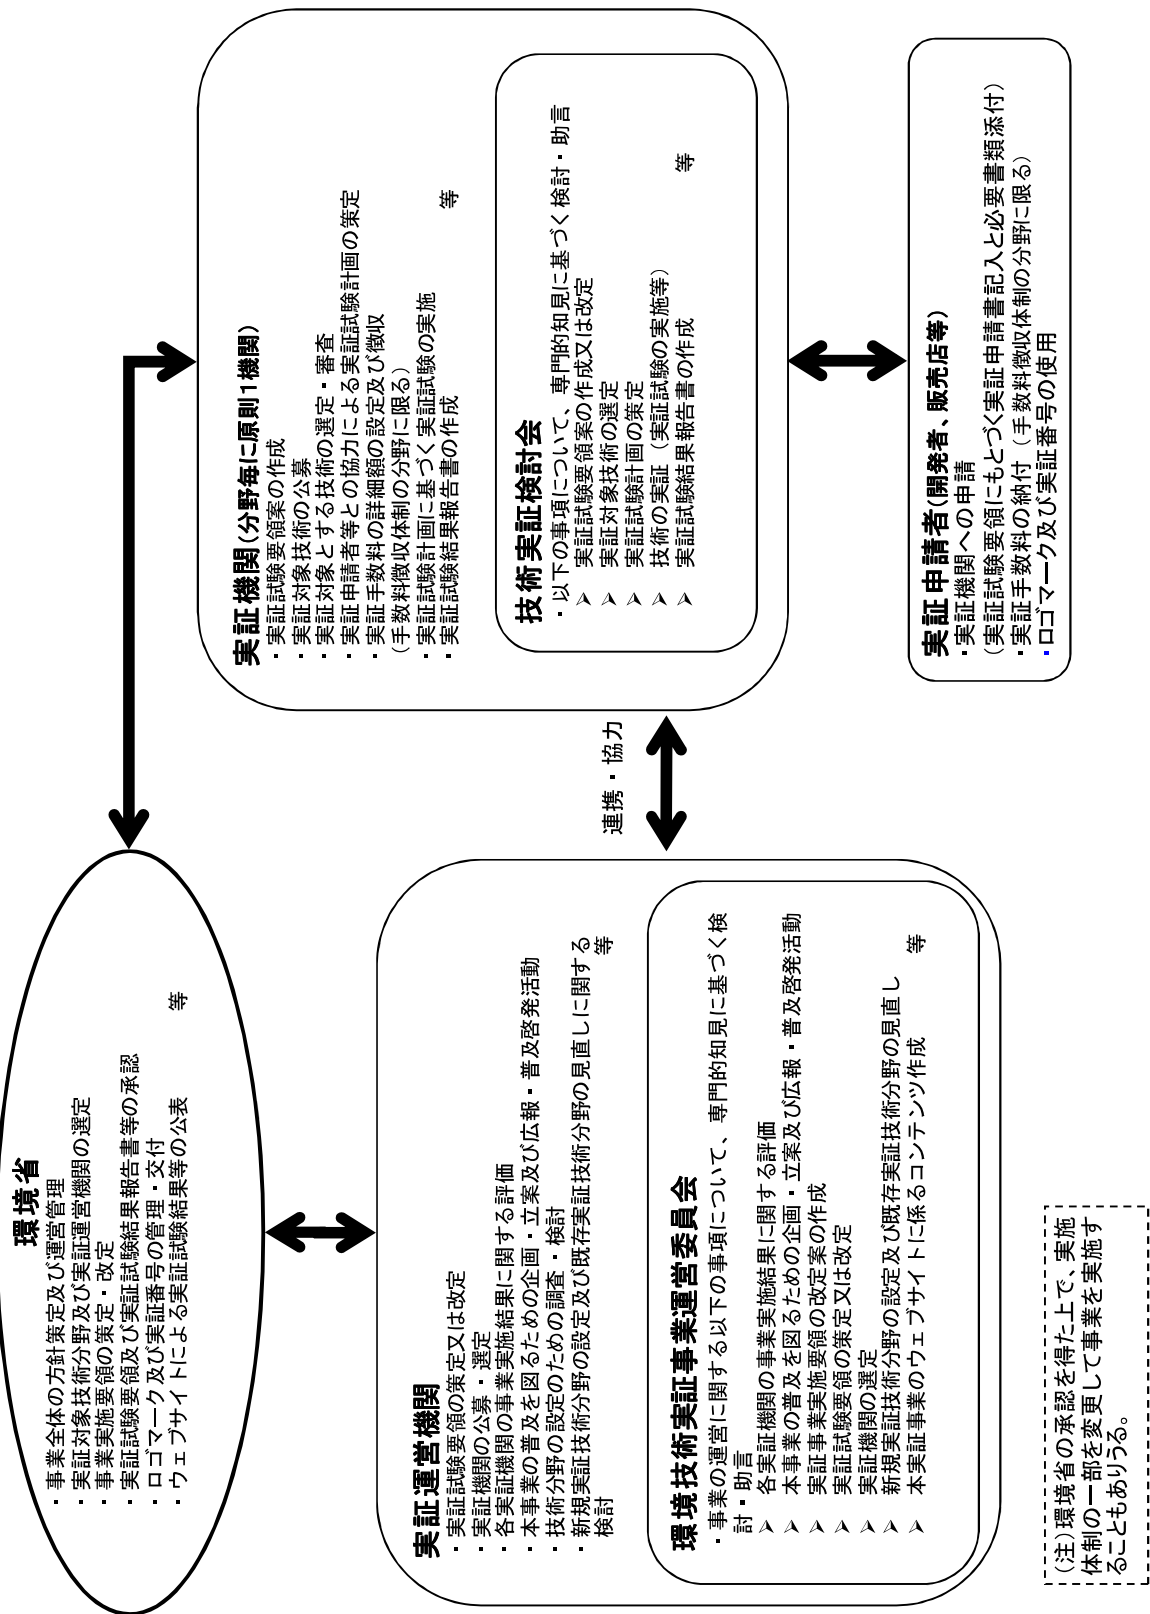 環境省
・事業全体の方針策定及び運営管理
・実証対象技術分野及び実証運営機関の選定
・事業実施要領の策定・改定
・実証試験要領及び実証試験結果報告書等の承認
・ロゴマーク及び実証番号の管理・交付
・ウェブサイトによる実証試験結果等の公表 等
実証運営機関
・実証試験要領の策定又は改定
・実証機関の公募・選定
・各実証機関の事業実施結果に関する評価
・本事業の普及を図るための企画・立案及び広報・普及啓発活動
・技術分野の設定のための調査・検討
・新規実証技術分野の設定及び既存実証技術分野の見直しに関する
検討 等
環境技術実証事業運営委員会
・事業の運営に関する以下の事項について、専門的知見に基づく検
討・助言
➢ 各実証機関の事業実施結果に関する評価
➢ 本事業の普及を図るための企画・立案及び広報・普及啓発活動
➢ 実証事業実施要領の改定案の作成
➢ 実証試験要領の策定又は改定
➢ 実証機関の選定
➢ 新規実証技術分野の設定及び既存実証技術分野の見直し
➢ 本実証事業のウェブサイトに係るコンテンツ作成 等
連携・協力
実証機関(分野毎に原則1機関)
・実証試験要領案の作成
・実証対象技術の公募
・実証対象とする技術の選定・審査
・実証申請者等との協力による実証試験計画の策定
・実証手数料の詳細額の設定及び徴収
(手数料徴収体制の分野に限る)
・実証試験計画に基づく実証試験の実施
・実証試験結果報告書の作成 等
技術実証検討会
・以下の事項について、専門的知見に基づく検討・助言
➢ 実証試験要領案の作成又は改定
➢ 実証対象技術の選定
➢ 実証試験計画の策定
➢ 技術の実証(実証試験の実施等)
➢ 実証試験結果報告書の作成 等
実証申請者(開発者、販売店等)
・実証機関への申請
(実証試験要領にもとづく実証申請書記入と必要書類添付)
・実証手数料の納付(手数料徴収体制の分野に限る)
・ロゴマーク及び実証番号の使用
(注)環境省の承認を得た上で、実施
体制の一部を変更して事業を実施す
ることもありうる。